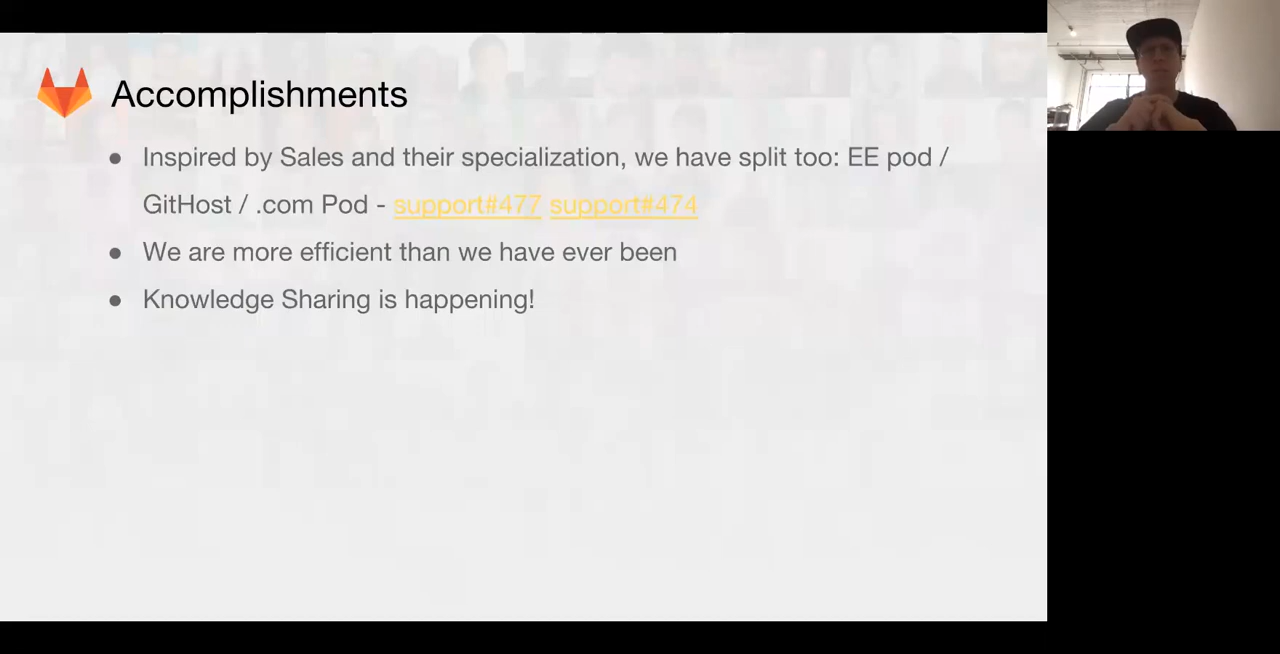 Accomplishments
● Inspired by Sales and their specialization, we have split too: EE pod /
GitHost / .com Pod - support#477 support#474
● We are more efficient than we have ever been
● Knowledge Sharing is happening!